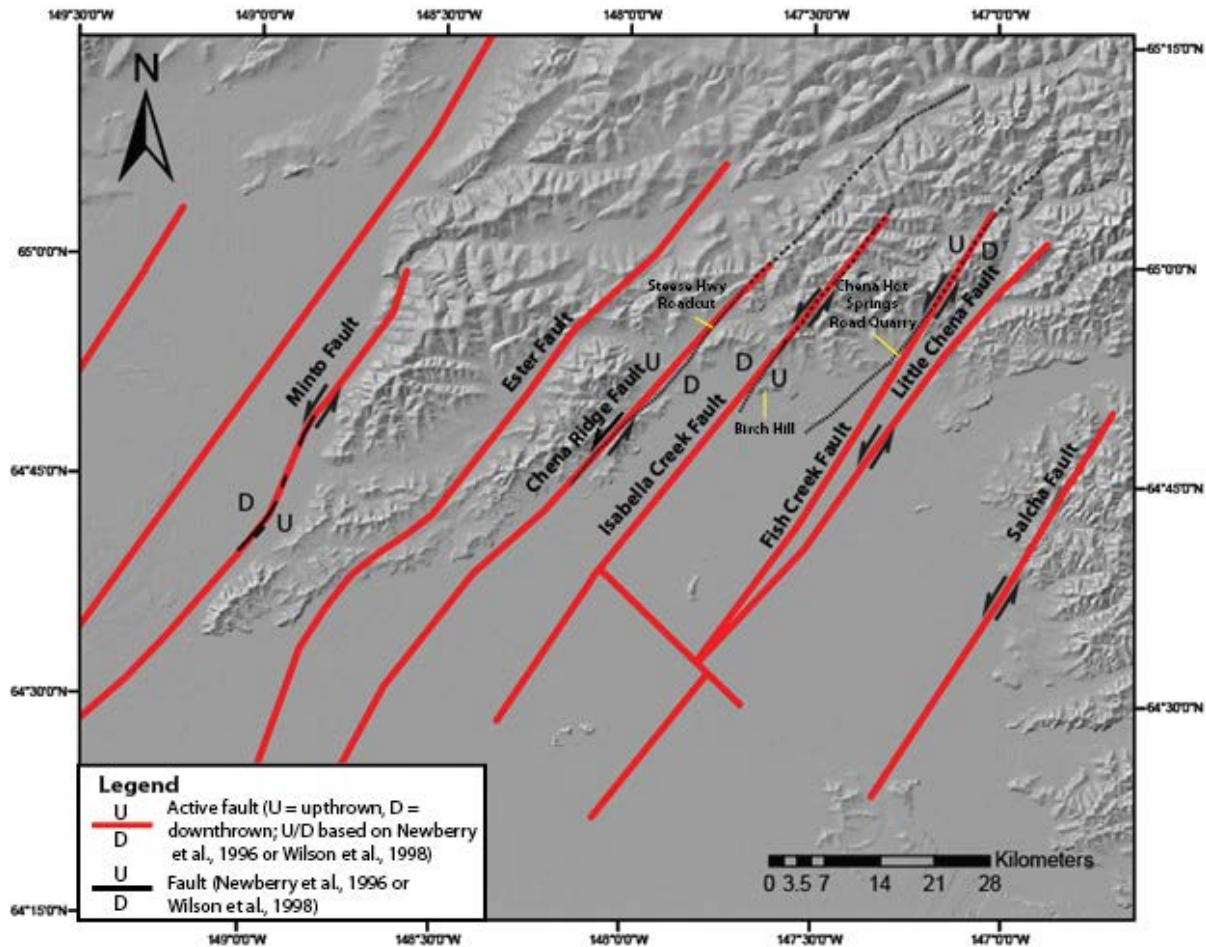 149°30'0"W
149°0'0"W
148°30'0"W
148°0'0"W
147°30'0"W
147°0'0"W
65°15'0"N
N
65°0'0"N
65°0'0"N
Steese Hwy
Roadcut
Chena Hot
Springs
Road Quarry
U
D
Minto Fault
Ester Fault
Chena Ridge Fault
U
D
Isabella Creek Fault
D
U
Birch Hill
Fish Creek Fault
Little Chena Fault
Salcha Fault
64°45'0"N
64°45'0"N
D
U
64°30'0"N
64°30'0"N
Legend
U
D
Active fault (U = upthrown, D =
downthrown; U/D based on Newberry
et al., 1996 or Wilson et al., 1998)
U
D
Fault (Newberry et al., 1996 or
Wilson et al., 1998)
Kilometers
0 3.5 7 14 21 28
64°15'0"N
149°0'0"W
148°30'0"W
148°0'0"W
147°30'0"W
147°0'0"W